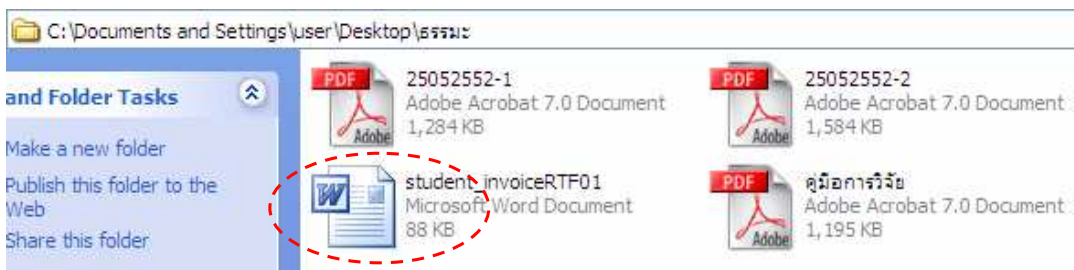 C:\Documents and Settings\user\Desktop\ธรรมะ
and Folder Tasks
Make a new folder
Publish this folder to the
Web
Share this folder
PDF
Adobe
25052552-1
Adobe Acrobat 7.0 Document
1,284 KB
PDF
Adobe
25052552-2
Adobe Acrobat 7.0 Document
1,584 KB
W
student_invoiceRTF01
Microsoft Word Document
88 KB
PDF
Adobe
คู่มือการวิจัย
Adobe Acrobat 7.0 Document
1,195 KB